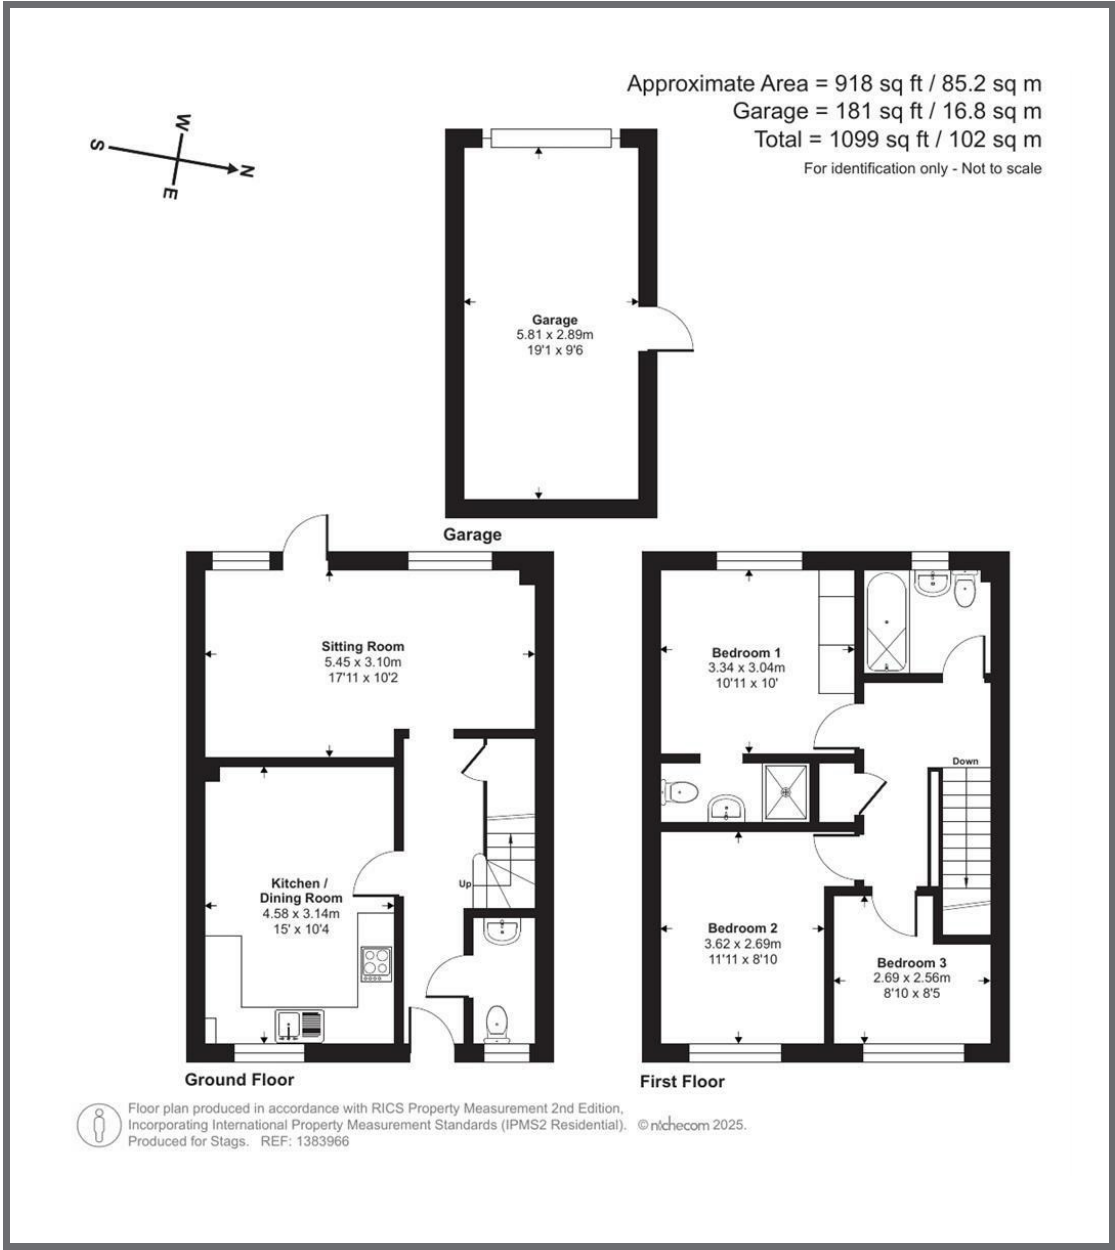 Approximate Area = 918 sq ft / 85.2 sq m
Garage = 181 sq ft / 16.8 sq m
Total = 1099 sq ft / 102 sq m
For identification only - Not to scale
W
S
N
E
Garage
5.81 x 2.89m
19'1 x 9'6
Garage
Sitting Room
5.45 x 3.10m
17'11 x 10'2
Kitchen /
Dining Room
4.58 x 3.14m
15' x 10'4
Up
Ground Floor
Bedroom 1
3.34 x 3.04m
10'11 x 10'
Down
Bedroom 2
3.62 x 2.69m
11'11 x 8'10
Bedroom 3
2.69 x 2.56m
8'10 x 8'5
First Floor
Floor plan produced in accordance with RICS Property Measurement 2nd Edition,
Incorporating International Property Measurement Standards (IPMS2 Residential). © nichecom 2025.
Produced for Stags. REF: 1383966